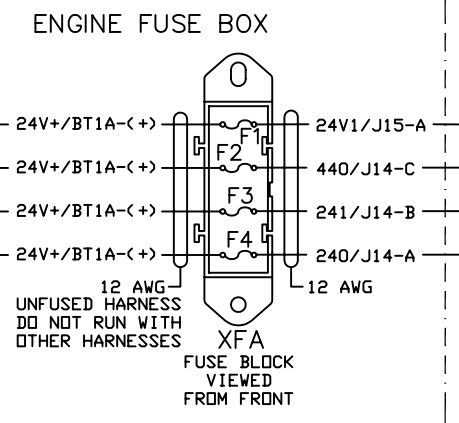 ENGINE FUSE BOX
24V+/BT1A-(+) F1 24V1/J15-A
24V+/BT1A-(+) F2 440/J14-C
24V+/BT1A-(+) F3 241/J14-B
24V+/BT1A-(+) F4 240/J14-A
12 AWG 12 AWG
UNFUSED HARNESS
DO NOT RUN WITH
OTHER HARNESSES
XFA
FUSE BLOCK
VIEWED
FROM FRONT